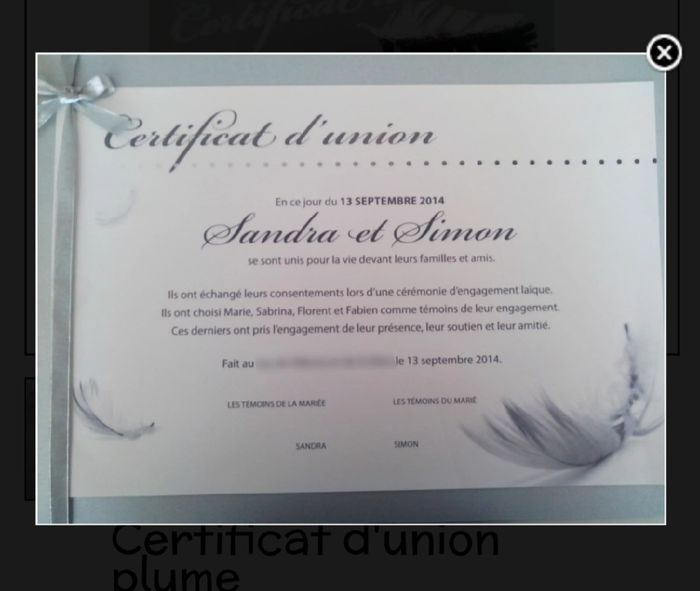 Certificat d'union
En ce jour du 13 SEPTEMBRE 2014
Sandra et Simon
se sont unis pour la vie devant leurs familles et amis.
Ils ont échangé leurs consentements lors d'une cérémonie d'engagement laïque.
Ils ont choisi Marie, Sabrina, Florent et Fabien comme témoins de leur engagement.
Ces derniers ont pris l'engagement de leur présence, leur soutien et leur amitié.
Fait au le 13 septembre 2014.
LES TÉMOINS DE LA MARIÉE LES TÉMOINS DU MARIÉ
SANDRA SIMON
Certificat d'union
plume